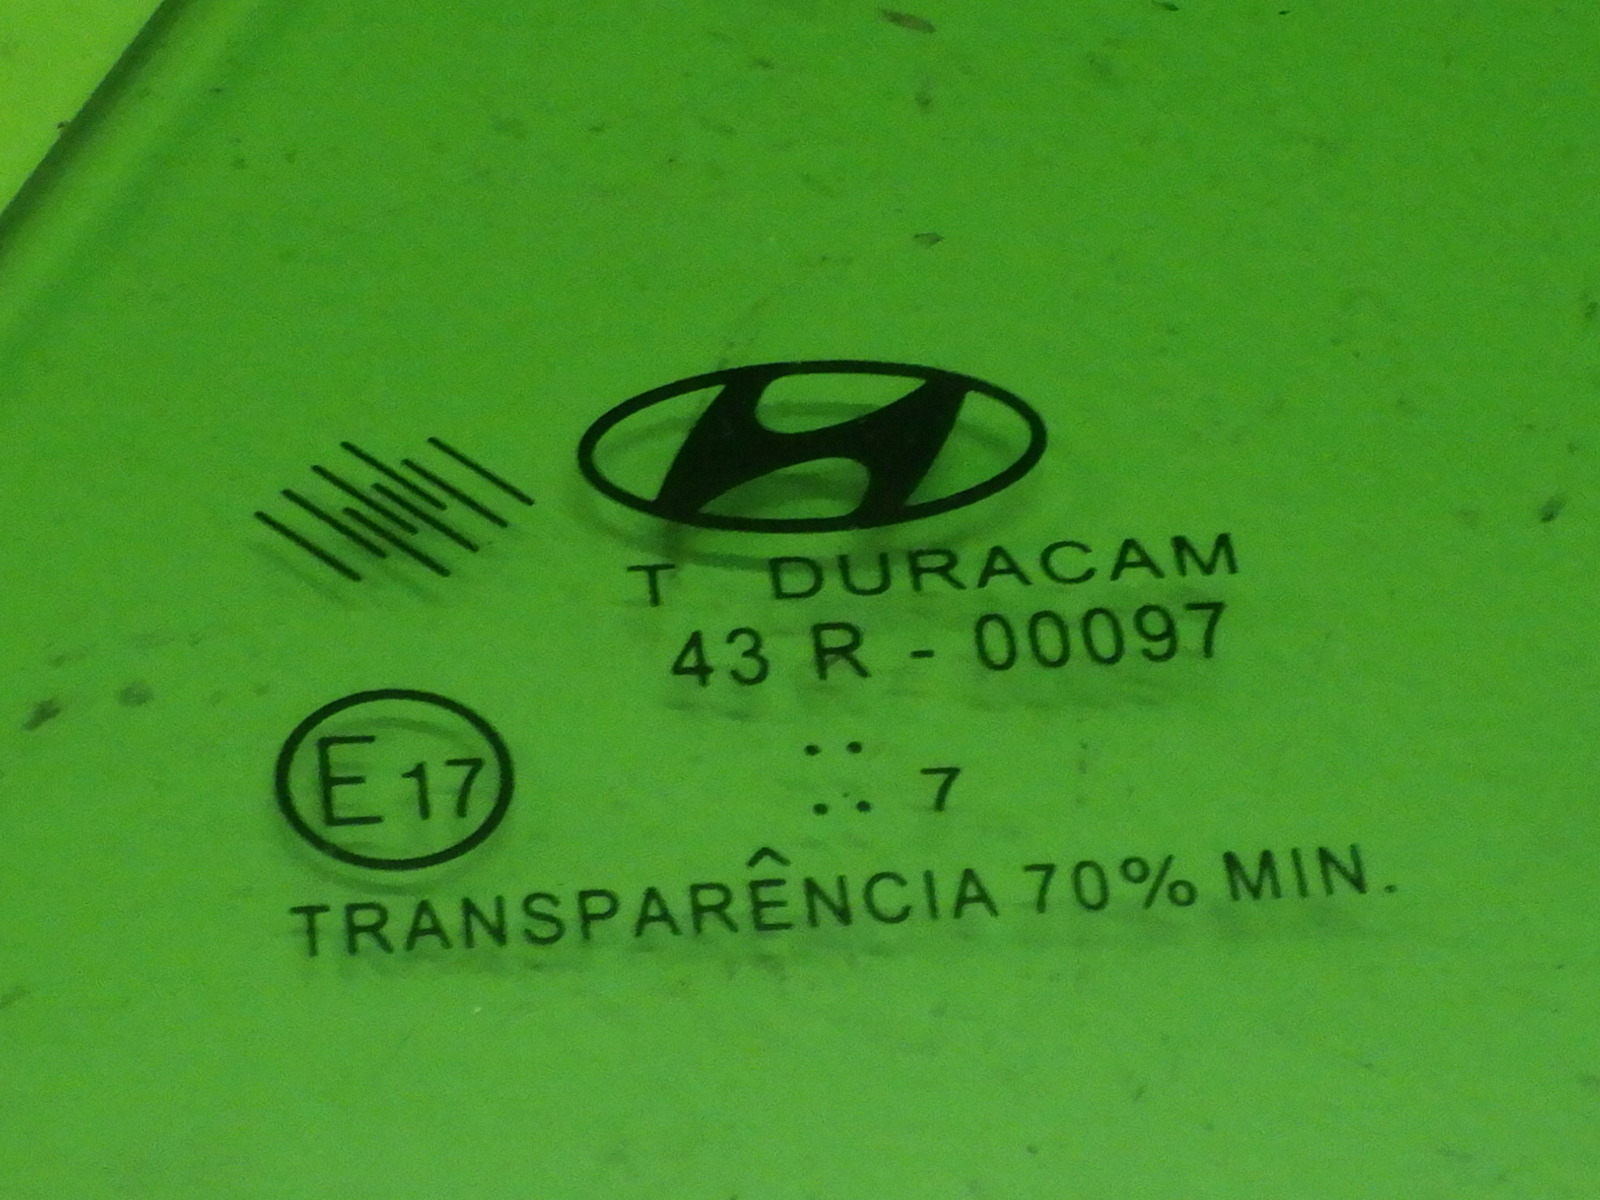 T DURACAM
43 R - 00097
E 17
7
TRANSPARÊNCIA 70% MIN.